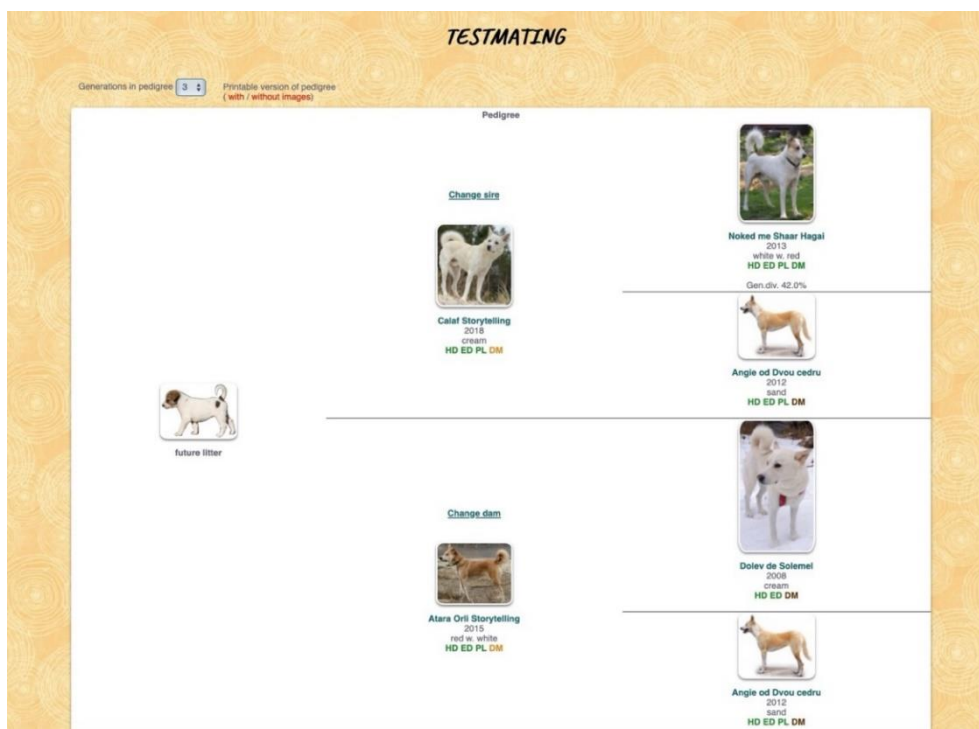 TESTMATING
Generations in pedigree 3 Printable version of pedigree
( with / without images)
Pedigree
Change sire
Noked me Shaar Hagai
2013
white w. red
HD ED PL DM
Gen.div. 42.0%
Calaf Storytelling
2018
cream
HD ED PL DM
Angie od Dvou cedru
2012
sand
HD ED PL DM
future litter
Change dam
Dolev de Solemel
2008
cream
HD ED DM
Atara Orli Storytelling
2015
red w. white
HD ED PL DM
Angie od Dvou cedru
2012
sand
HD ED PL DM